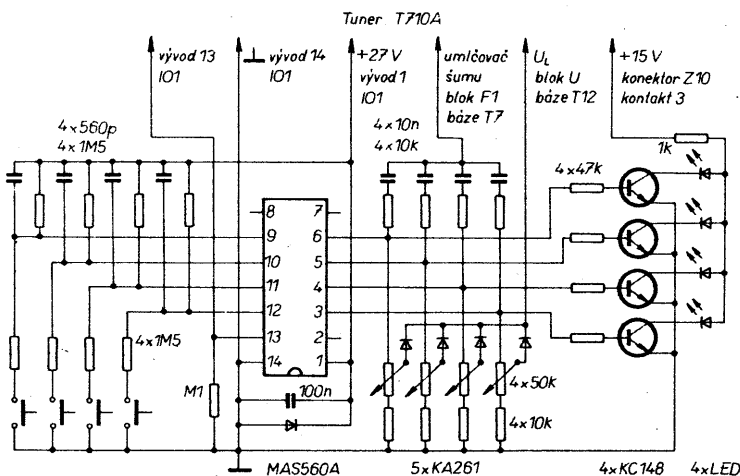 Tuner T710A
vývod 13
IO1
vývod 14
IO1
+27 V
vývod 1
IO1
umlčovač
šumu
blok F1
báze T7
UL
blok U
báze T12
+15 V
konektor Z10
kontakt 3
4×560p
4×1M5
4×10n
4×10k
1k
4×47k
8
7
9
6
10
5
11
4
12
3
13
2
14
1
4×1M5
M1
100n
4×50k
4×10k
MAS560A
5×KA261
4×KC148
4×LED